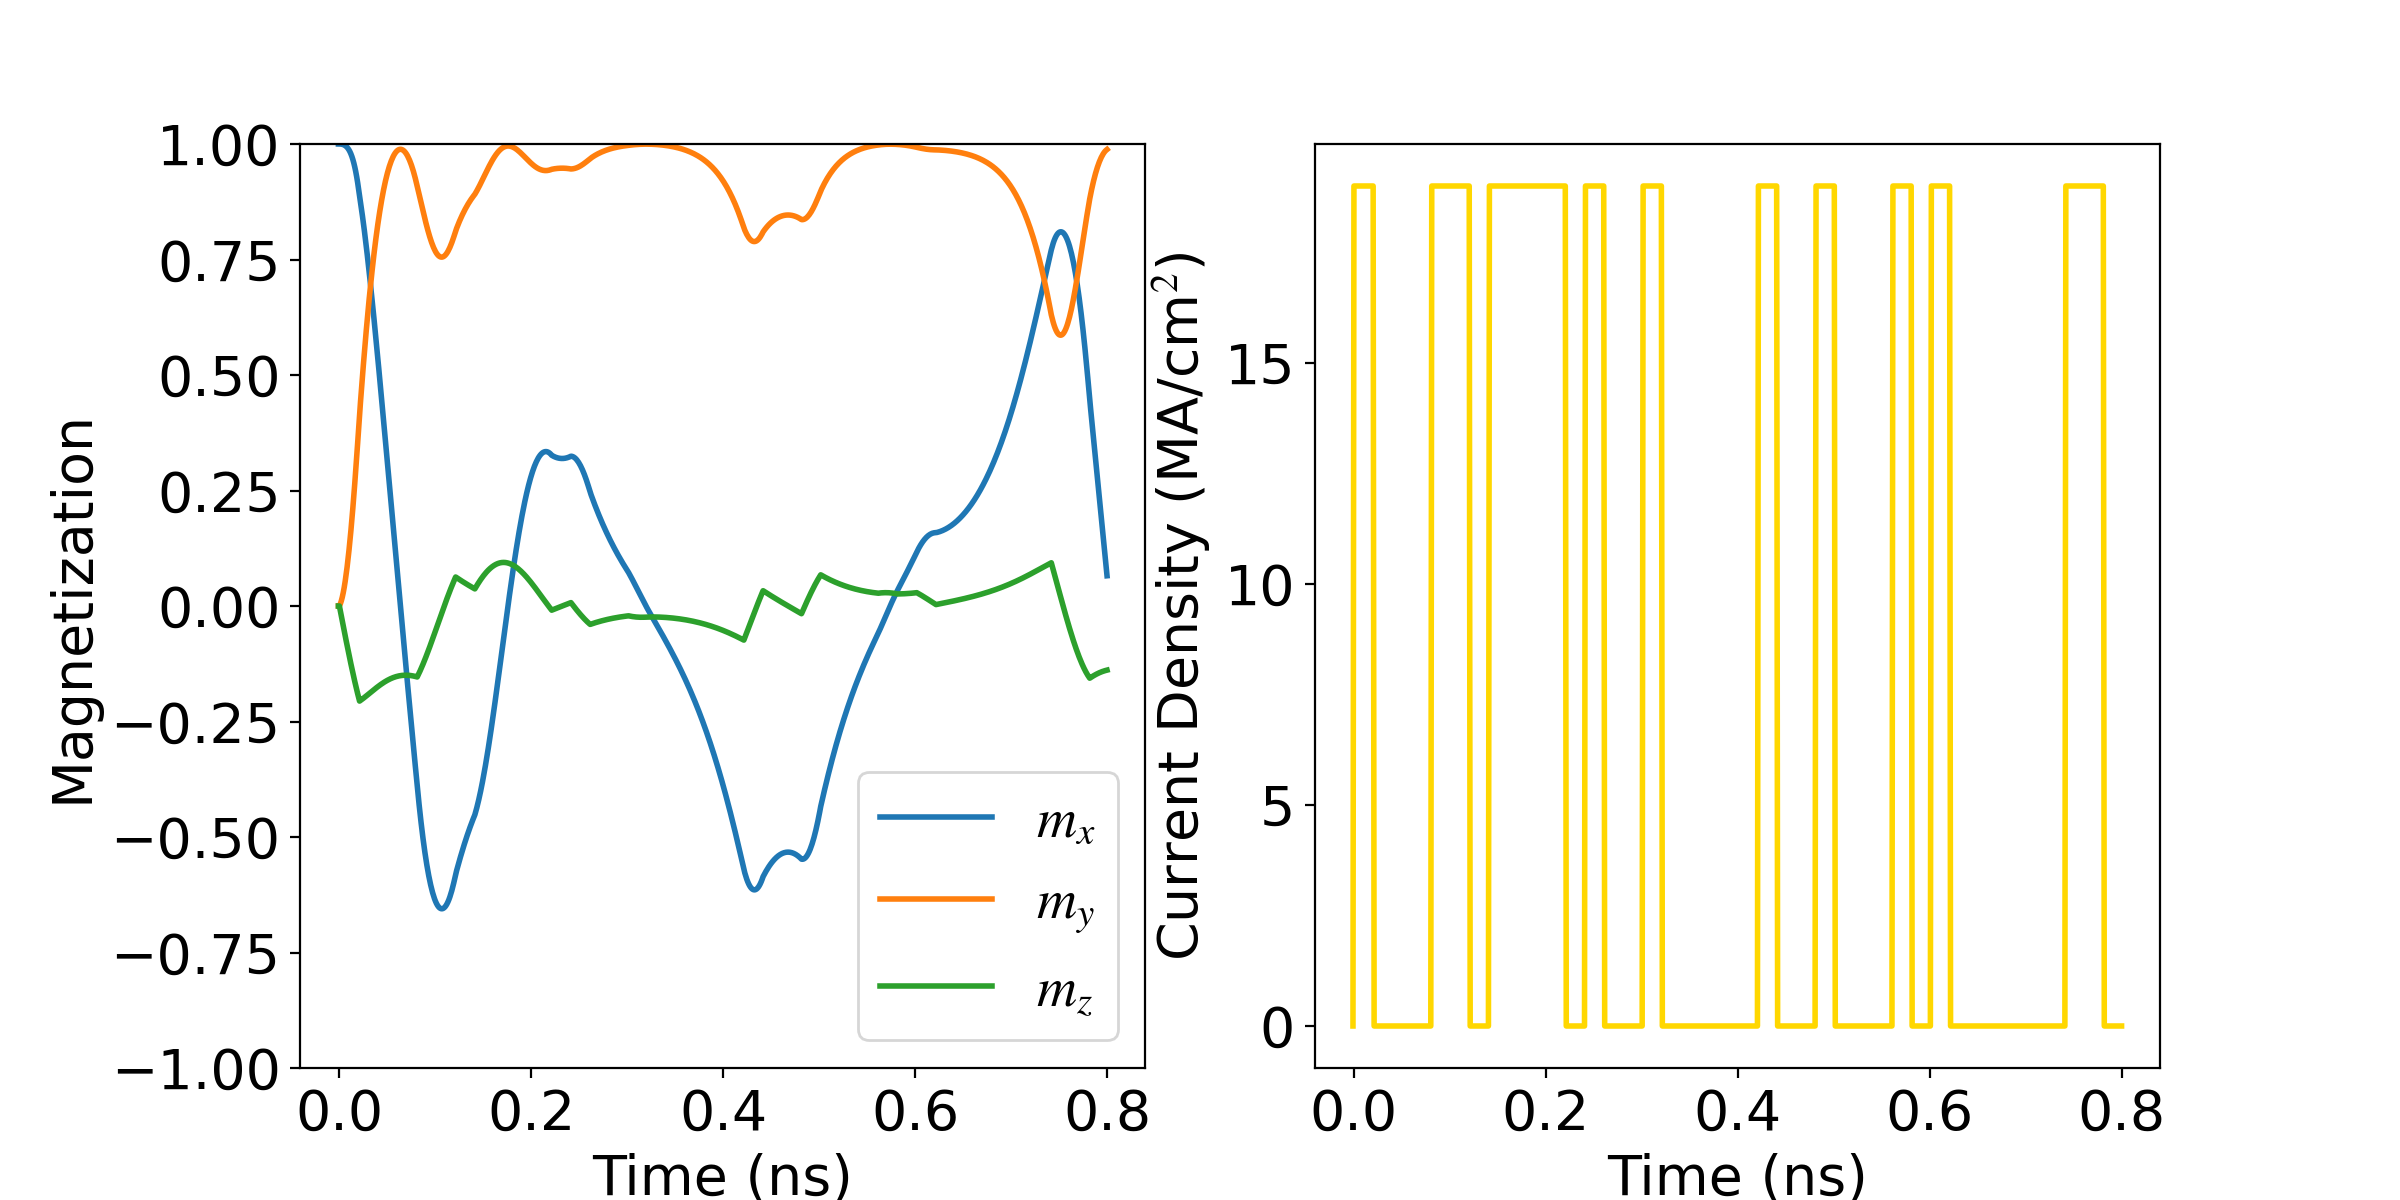 Magnetization
1.00
0.75
0.50
0.25
0.00
−0.25
−0.50
−0.75
−1.00
0.0 0.2 0.4 0.6 0.8
Time (ns)
m_x
m_y
m_z
Current Density (MA/cm²)
15
10
5
0
0.0 0.2 0.4 0.6 0.8
Time (ns)